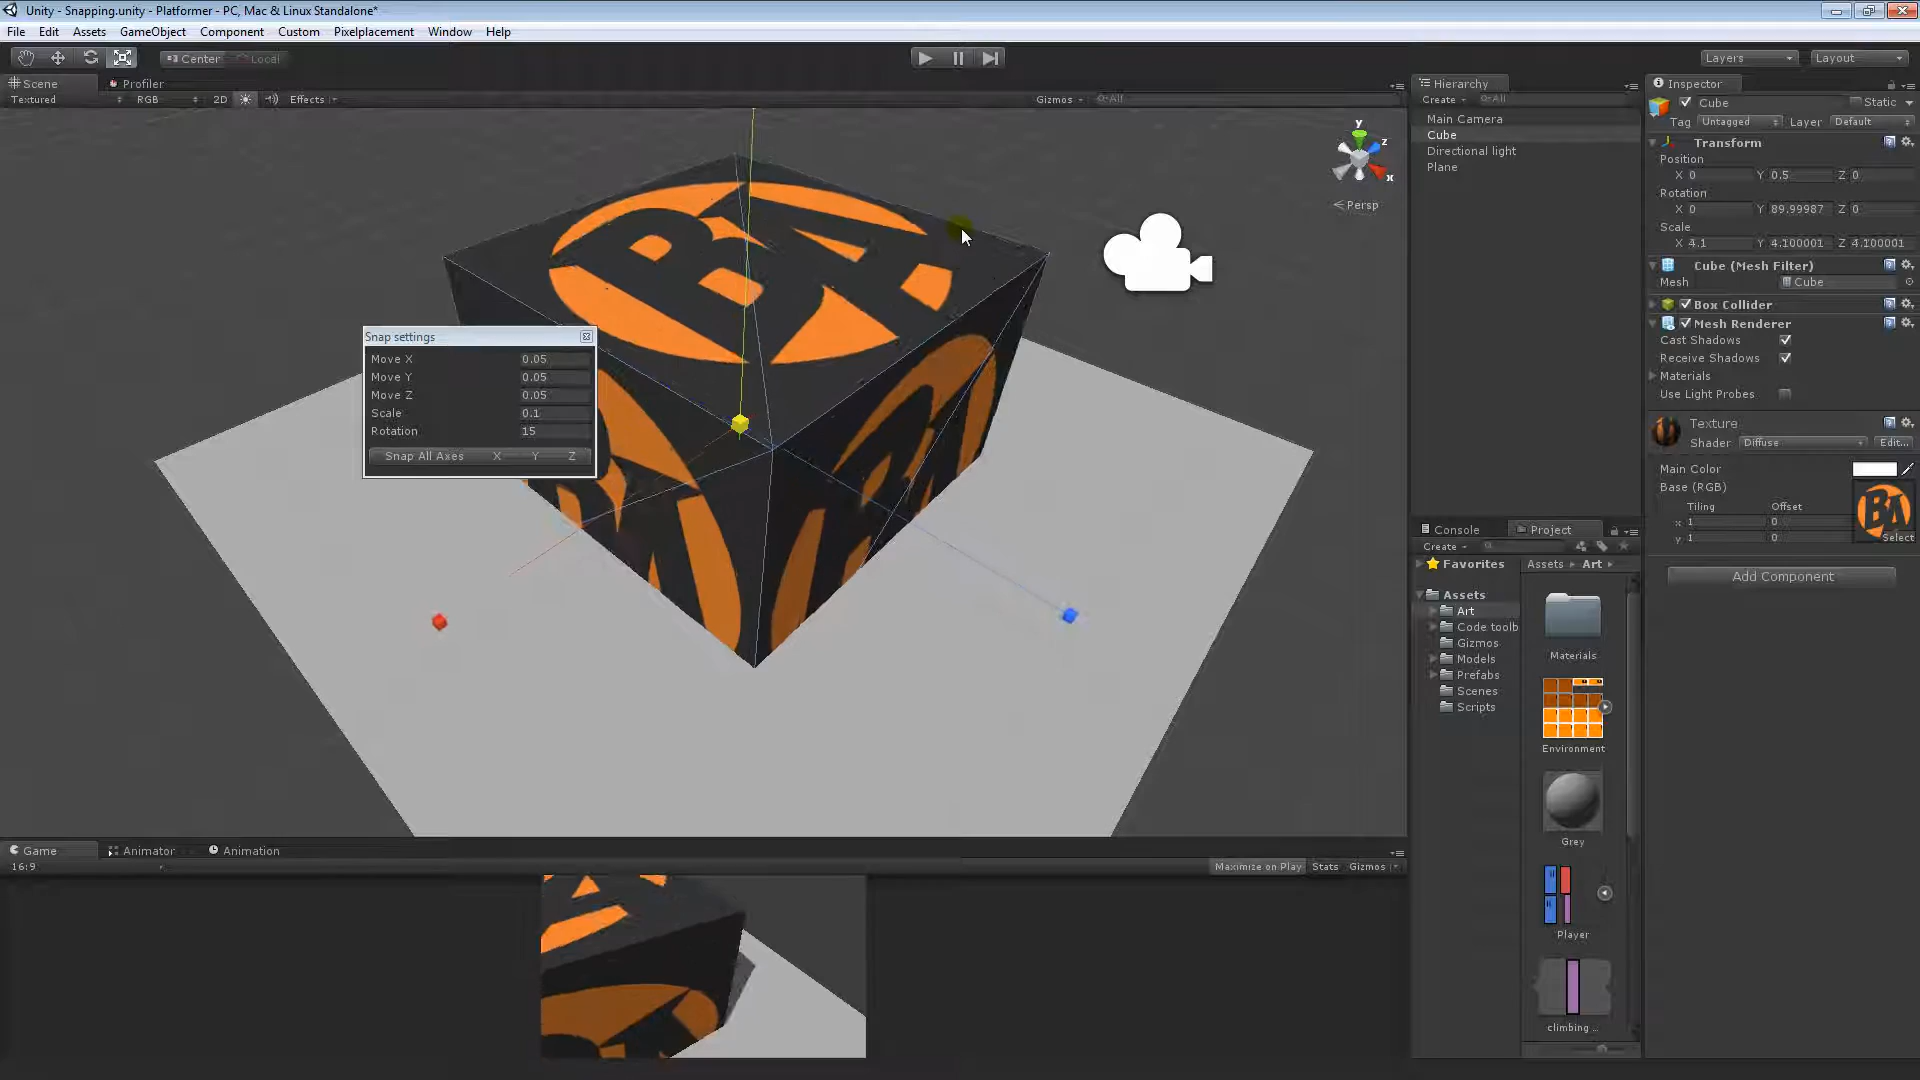 Unity - Snapping.unity - Platformer - PC, Mac & Linux Standalone*
File Edit Assets GameObject Component Custom Pixelplacement Window Help
Center Local
Layers Layout
Scene Profiler
Textured RGB 2D Effects Gizmos All
Hierarchy
Create All
Main Camera
Cube
Directional light
Plane
Inspector
Cube Static
Tag Untagged Layer Default
Transform
Position
X 0 Y 0.5 Z 0
Rotation
X 0 Y 89.99987 Z 0
Scale
X 4.1 Y 4.100001 Z 4.100001
Cube (Mesh Filter)
Mesh Cube
Box Collider
Mesh Renderer
Cast Shadows
Receive Shadows
Materials
Use Light Probes
Texture
Shader Diffuse Edit...
Main Color
Base (RGB)
Tiling Offset
x 1 0
y 1 0
BA
Select
Add Component
y
z
x
Persp
BA
Snap settings
Move X 0.05
Move Y 0.05
Move Z 0.05
Scale 0.1
Rotation 15
Snap All Axes X Y Z
Console Project
Create
Favorites
Assets
Art
Code toolb
Gizmos
Models
Prefabs
Scenes
Scripts
Assets Art
Materials
Environment
Grey
Player
climbing ...
Game Animator Animation
16:9 Maximize on Play Stats Gizmos